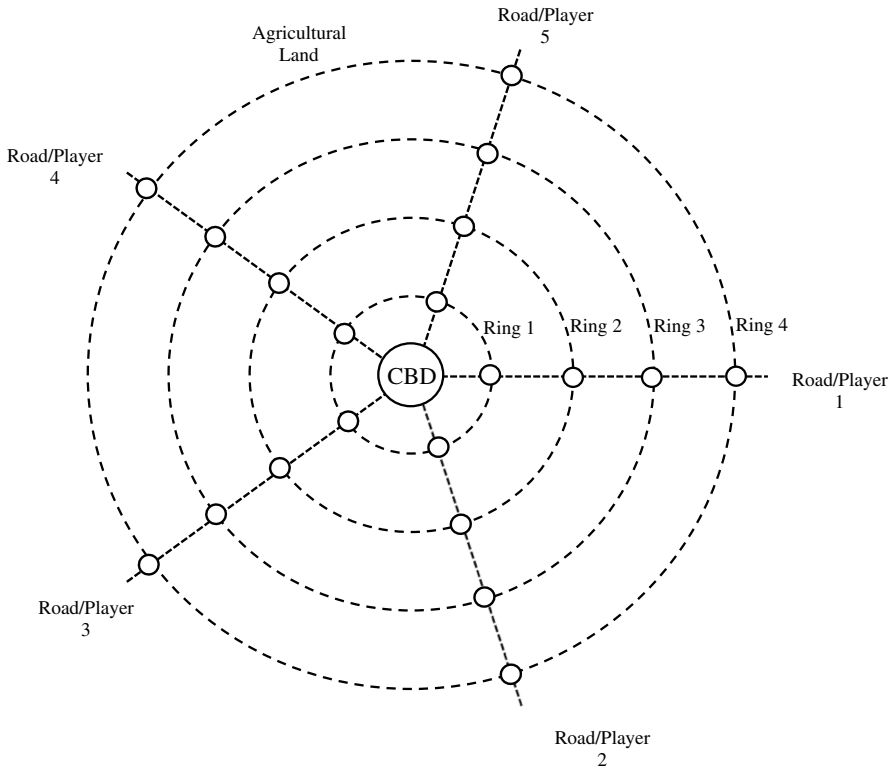 Road/Player
5
Agricultural
Land
Road/Player
4
Ring 1
Ring 2
Ring 3
Ring 4
CBD
Road/Player
1
Road/Player
3
Road/Player
2